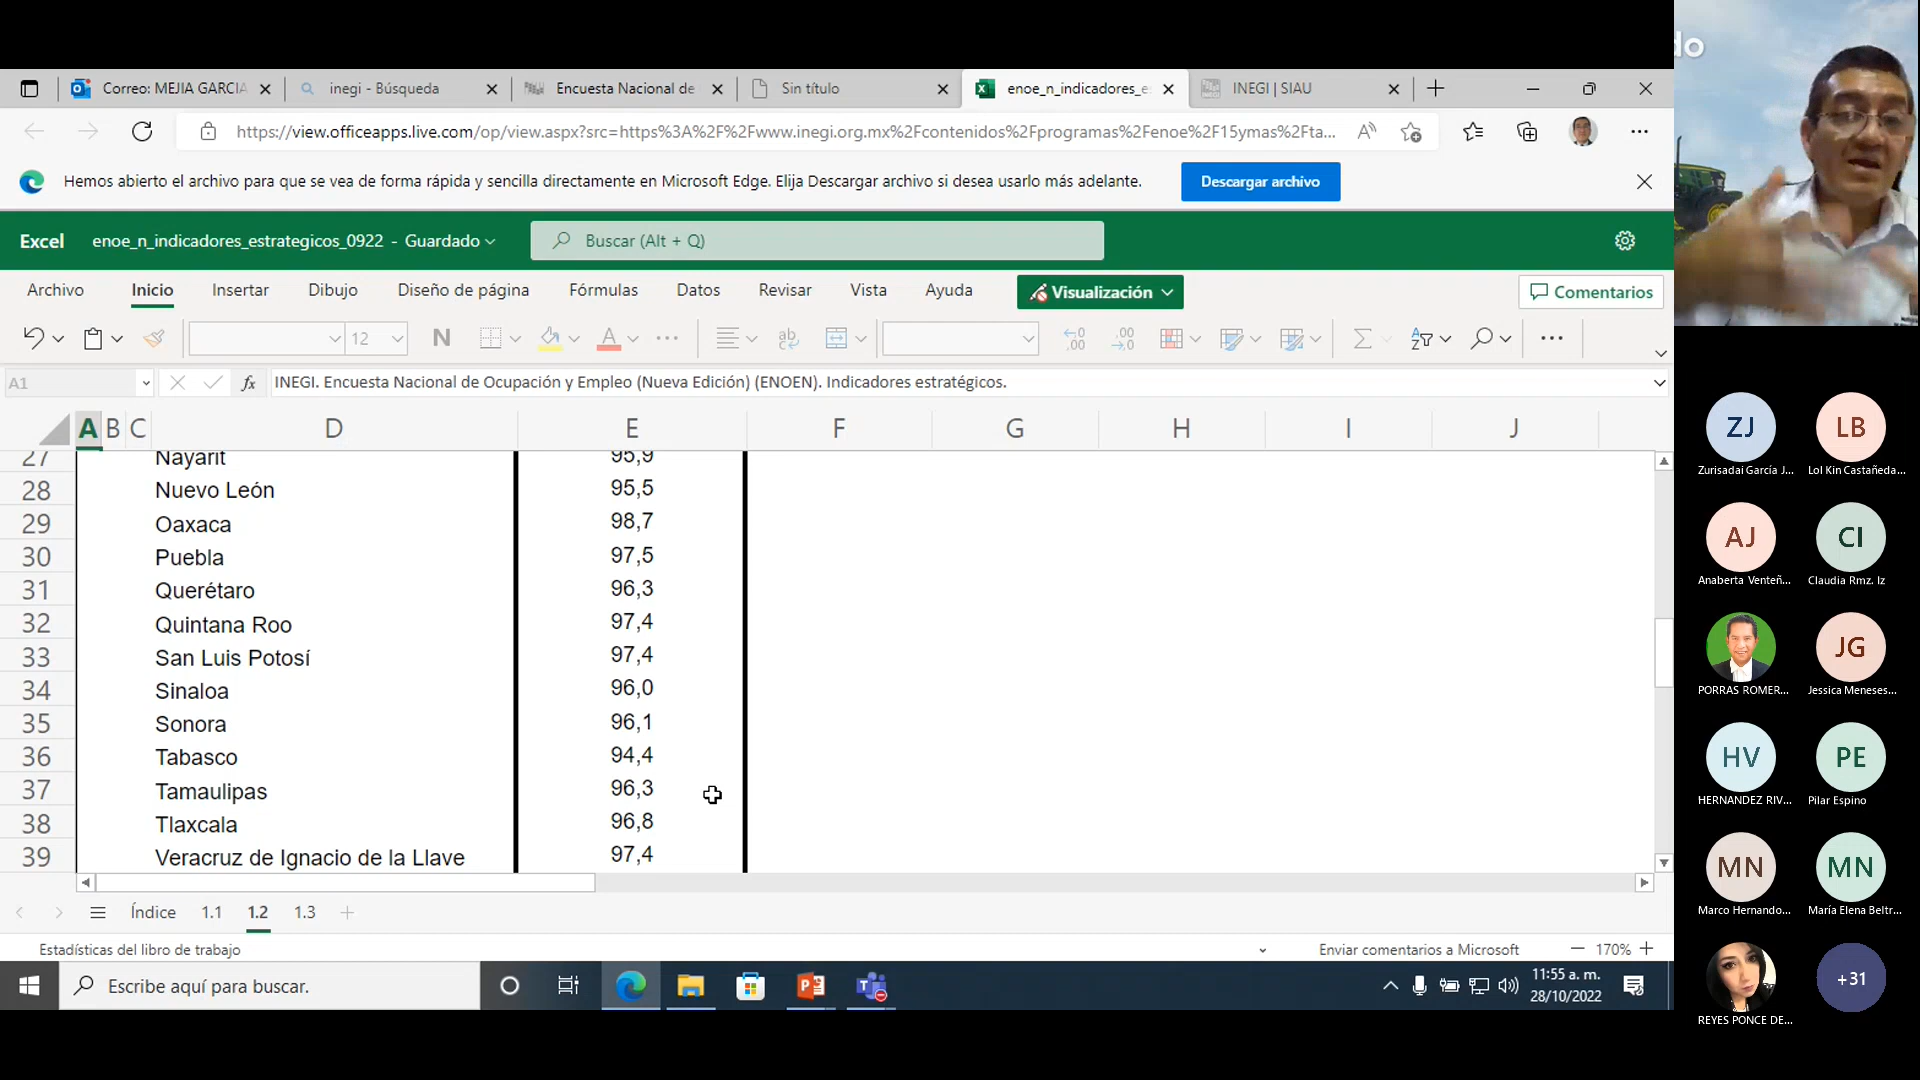 do
Correo: MEJIA GARCIA
inegi - Búsqueda
Encuesta Nacional de
Sin título
enoe_n_indicadores_e
INEGI | SIAU
https://view.officeapps.live.com/op/view.aspx?src=https%3A%2F%2Fwww.inegi.org.mx%2Fcontenidos%2Fprogramas%2Fenoe%2F15ymas%2Fta...
Hemos abierto el archivo para que se vea de forma rápida y sencilla directamente en Microsoft Edge. Elija Descargar archivo si desea usarlo más adelante.
Descargar archivo
Excel
enoe_n_indicadores_estrategicos_0922 - Guardado
Buscar (Alt + Q)
Archivo Inicio Insertar Dibujo Diseño de página Fórmulas Datos Revisar Vista Ayuda
Visualización
Comentarios
12
N
A1
fx
INEGI. Encuesta Nacional de Ocupación y Empleo (Nueva Edición) (ENOEN). Indicadores estratégicos.
A B C D E F G H I J
27 Nayarit 95,9
28 Nuevo León 95,5
29 Oaxaca 98,7
30 Puebla 97,5
31 Querétaro 96,3
32 Quintana Roo 97,4
33 San Luis Potosí 97,4
34 Sinaloa 96,0
35 Sonora 96,1
36 Tabasco 94,4
37 Tamaulipas 96,3
38 Tlaxcala 96,8
39 Veracruz de Ignacio de la Llave 97,4
Índice 1.1 1.2 1.3
Estadísticas del libro de trabajo
Enviar comentarios a Microsoft
170%
Escribe aquí para buscar.
11:55 a. m.
28/10/2022
ZJ
Zurisadai García J...
LB
Lol Kin Castañeda...
AJ
Anaberta Venteñ...
CI
Claudia Rmz. Iz
PORRAS ROMER...
JG
Jessica Meneses...
HV
HERNANDEZ RIV...
PE
Pilar Espino
MN
Marco Hernando...
MN
María Elena Beltr...
REYES PONCE DE...
+31